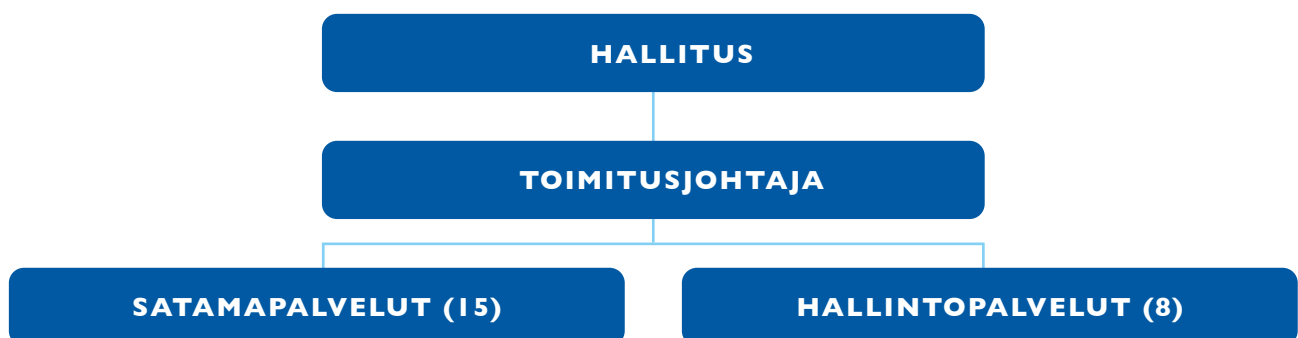 HALLITUS
TOIMITUSJOHTAJA
SATAMAPALVELUT (15)
HALLINTOPALVELUT (8)